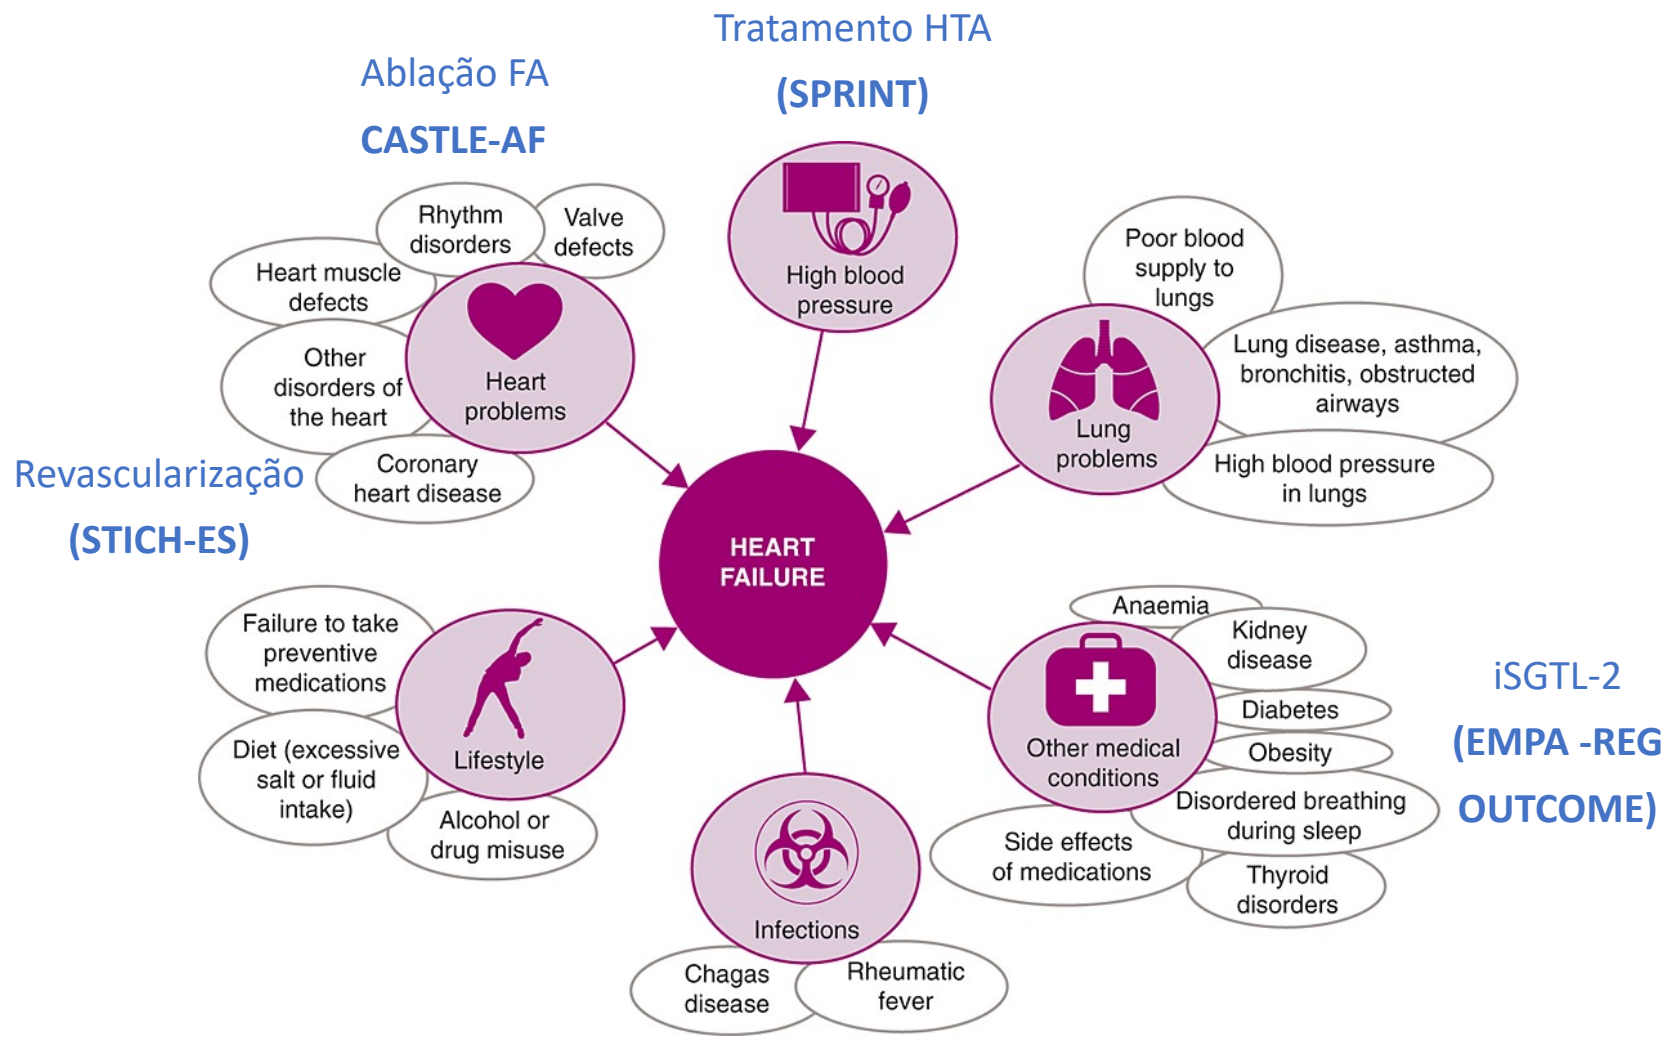 Tratamento HTA
(SPRINT)
Ablação FA
CASTLE-AF
Rhythm
disorders
Valve
defects
Heart muscle
defects
Other
disorders of
the heart
Coronary
heart disease
Heart
problems
Revascularização
(STICH-ES)
High blood
pressure
Poor blood
supply to
lungs
Lung disease, asthma,
bronchitis, obstructed
airways
High blood pressure
in lungs
Lung
problems
HEART
FAILURE
Failure to take
preventive
medications
Diet (excessive
salt or fluid
intake)
Alcohol or
drug misuse
Lifestyle
Infections
Chagas
disease
Rheumatic
fever
Anaemia
Kidney
disease
Diabetes
Obesity
Disordered breathing
during sleep
Thyroid
disorders
Side effects
of medications
Other medical
conditions
iSGTL-2
(EMPA -REG
OUTCOME)